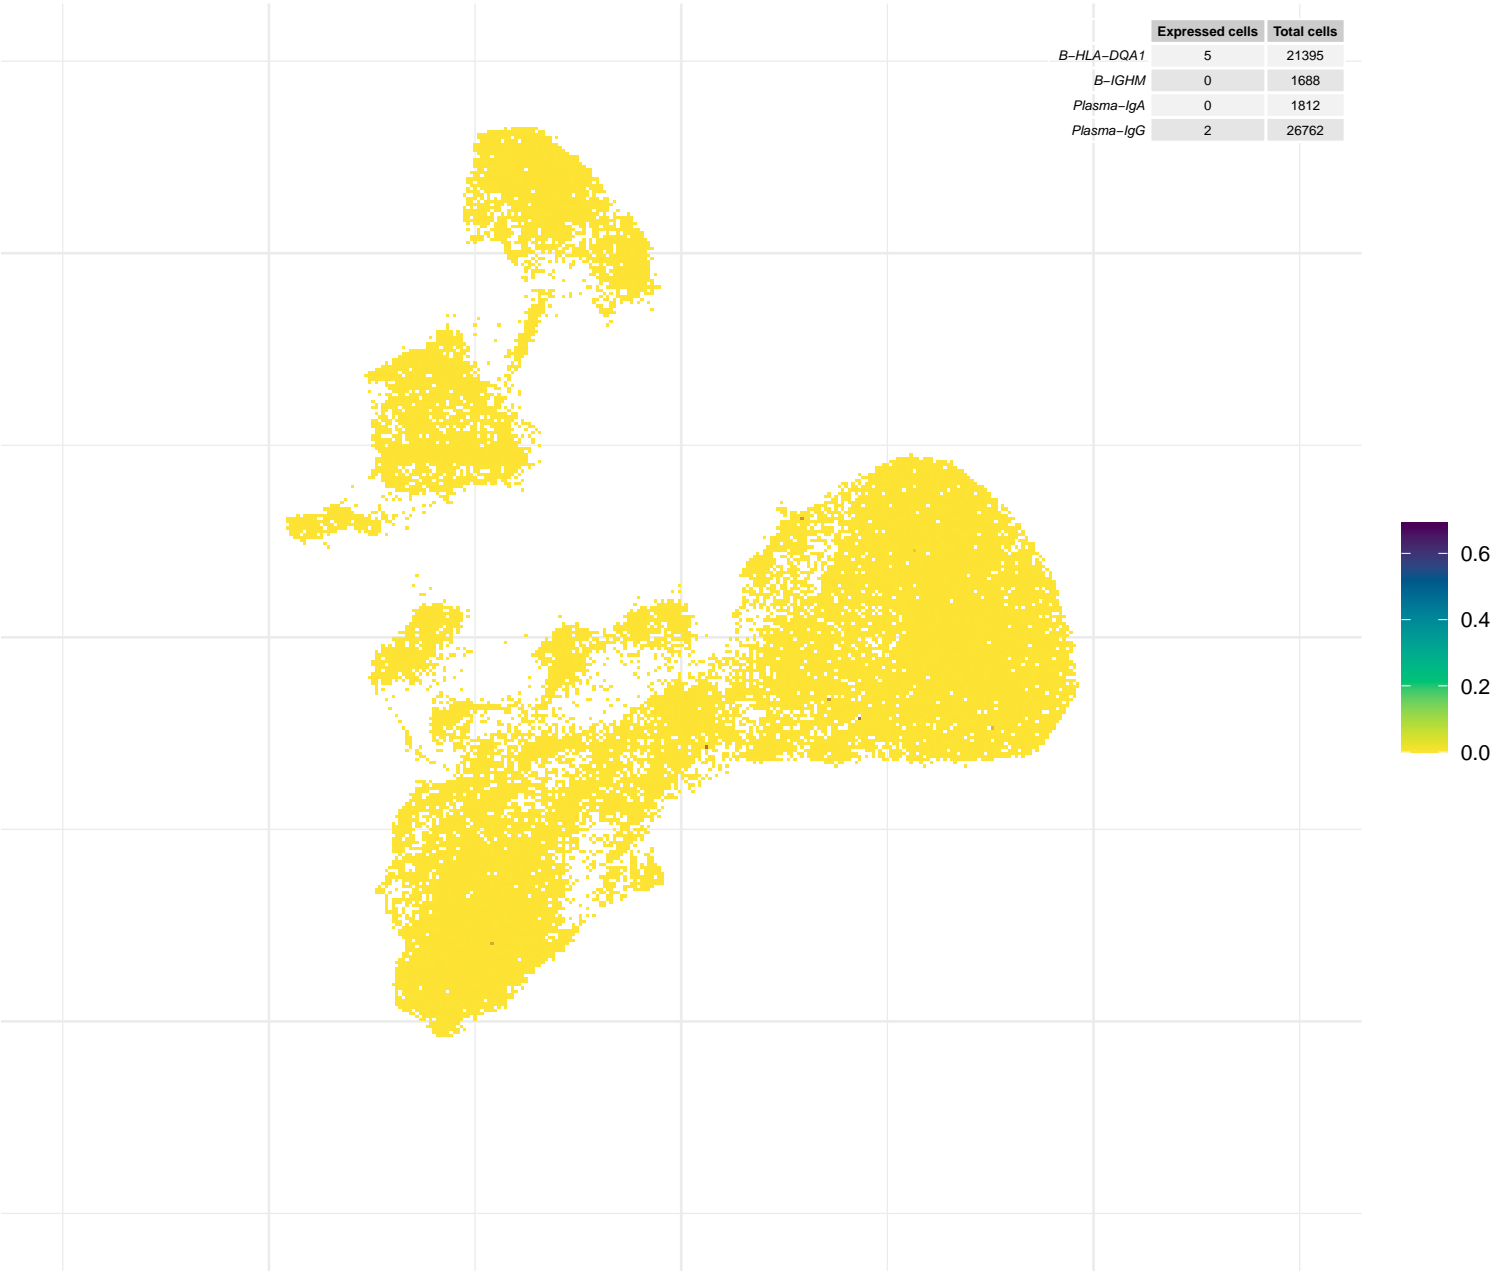 Expressed cells Total cells
B−HLA−DQA1 5 21395
B−IGHM 0 1688
Plasma−IgA 0 1812
Plasma−IgG 2 26762
0.6
0.4
0.2
0.0